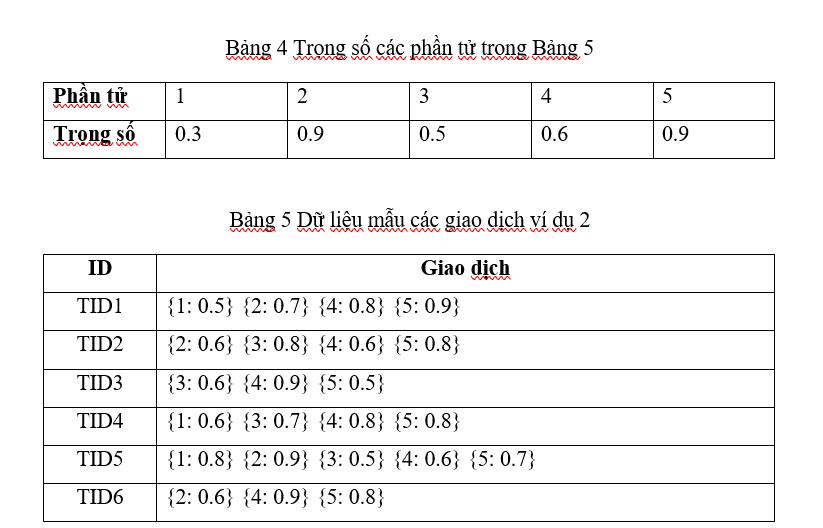 Bảng 4 Trọng số các phần tử trong Bảng 5
Phần tử 1 2 3 4 5
Trọng số 0.3 0.9 0.5 0.6 0.9
Bảng 5 Dữ liệu mẫu các giao dịch ví dụ 2
ID Giao dịch
TID1 {1: 0.5} {2: 0.7} {4: 0.8} {5: 0.9}
TID2 {2: 0.6} {3: 0.8} {4: 0.6} {5: 0.8}
TID3 {3: 0.6} {4: 0.9} {5: 0.5}
TID4 {1: 0.6} {3: 0.7} {4: 0.8} {5: 0.8}
TID5 {1: 0.8} {2: 0.9} {3: 0.5} {4: 0.6} {5: 0.7}
TID6 {2: 0.6} {4: 0.9} {5: 0.8}